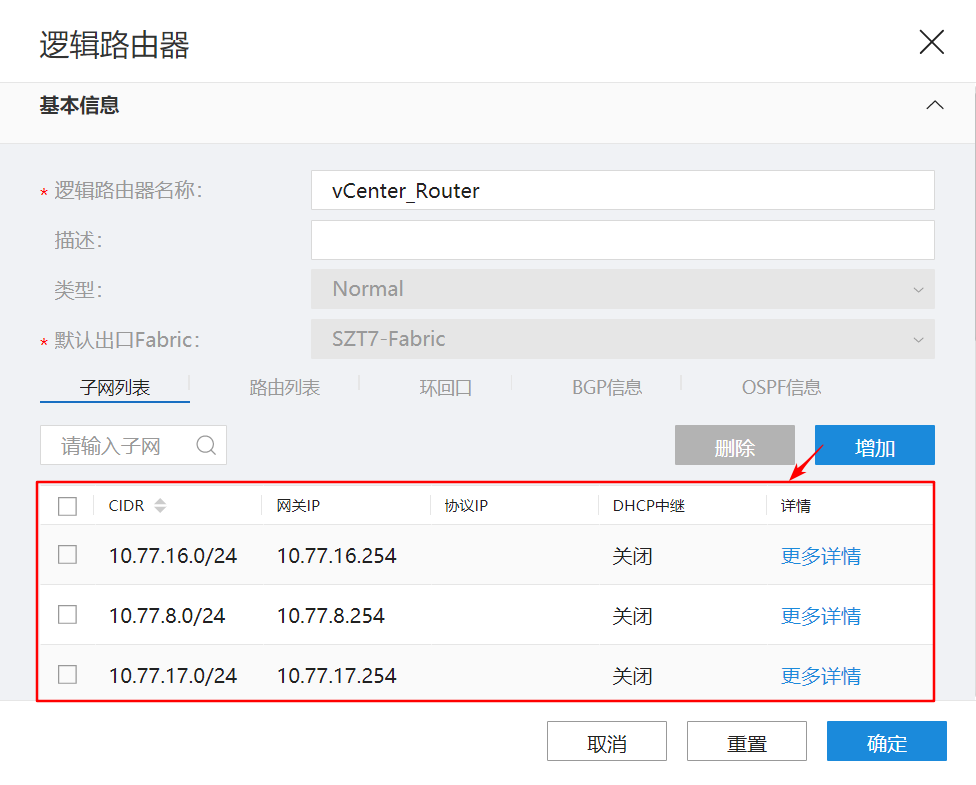 逻辑路由器
基本信息
* 逻辑路由器名称: vCenter_Router
描述:
类型: Normal
* 默认出口Fabric: SZT7-Fabric
子网列表 路由列表 环回口 BGP信息 OSPF信息
请输入子网 删除 增加
CIDR 网关IP 协议IP DHCP中继 详情
10.77.16.0/24 10.77.16.254 关闭 更多详情
10.77.8.0/24 10.77.8.254 关闭 更多详情
10.77.17.0/24 10.77.17.254 关闭 更多详情
取消 重置 确定